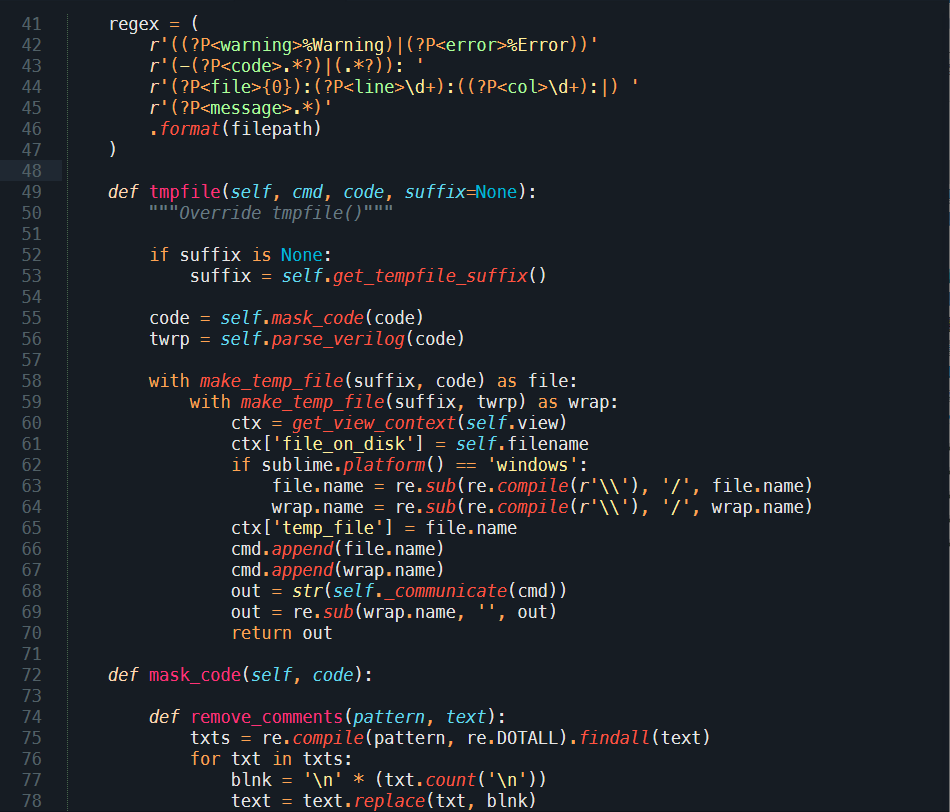 41 regex = (
42 r'((?P<warning>%Warning)|(?P<error>%Error))'
43 r'(-(?P<code>.*?)|(.*?)): '
44 r'(?P<file>{0}):(?P<line>\d+):((?P<col>\d+):|) '
45 r'(?P<message>.*)'
46 .format(filepath)
47 )
48
49 def tmpfile(self, cmd, code, suffix=None):
50 """Override tmpfile()"""
51
52 if suffix is None:
53 suffix = self.get_tempfile_suffix()
54
55 code = self.mask_code(code)
56 twrp = self.parse_verilog(code)
57
58 with make_temp_file(suffix, code) as file:
59 with make_temp_file(suffix, twrp) as wrap:
60 ctx = get_view_context(self.view)
61 ctx['file_on_disk'] = self.filename
62 if sublime.platform() == 'windows':
63 file.name = re.sub(re.compile(r'\\'), '/', file.name)
64 wrap.name = re.sub(re.compile(r'\\'), '/', wrap.name)
65 ctx['temp_file'] = file.name
66 cmd.append(file.name)
67 cmd.append(wrap.name)
68 out = str(self._communicate(cmd))
69 out = re.sub(wrap.name, '', out)
70 return out
71
72 def mask_code(self, code):
73
74 def remove_comments(pattern, text):
75 txts = re.compile(pattern, re.DOTALL).findall(text)
76 for txt in txts:
77 blnk = '\n' * (txt.count('\n'))
78 text = text.replace(txt, blnk)